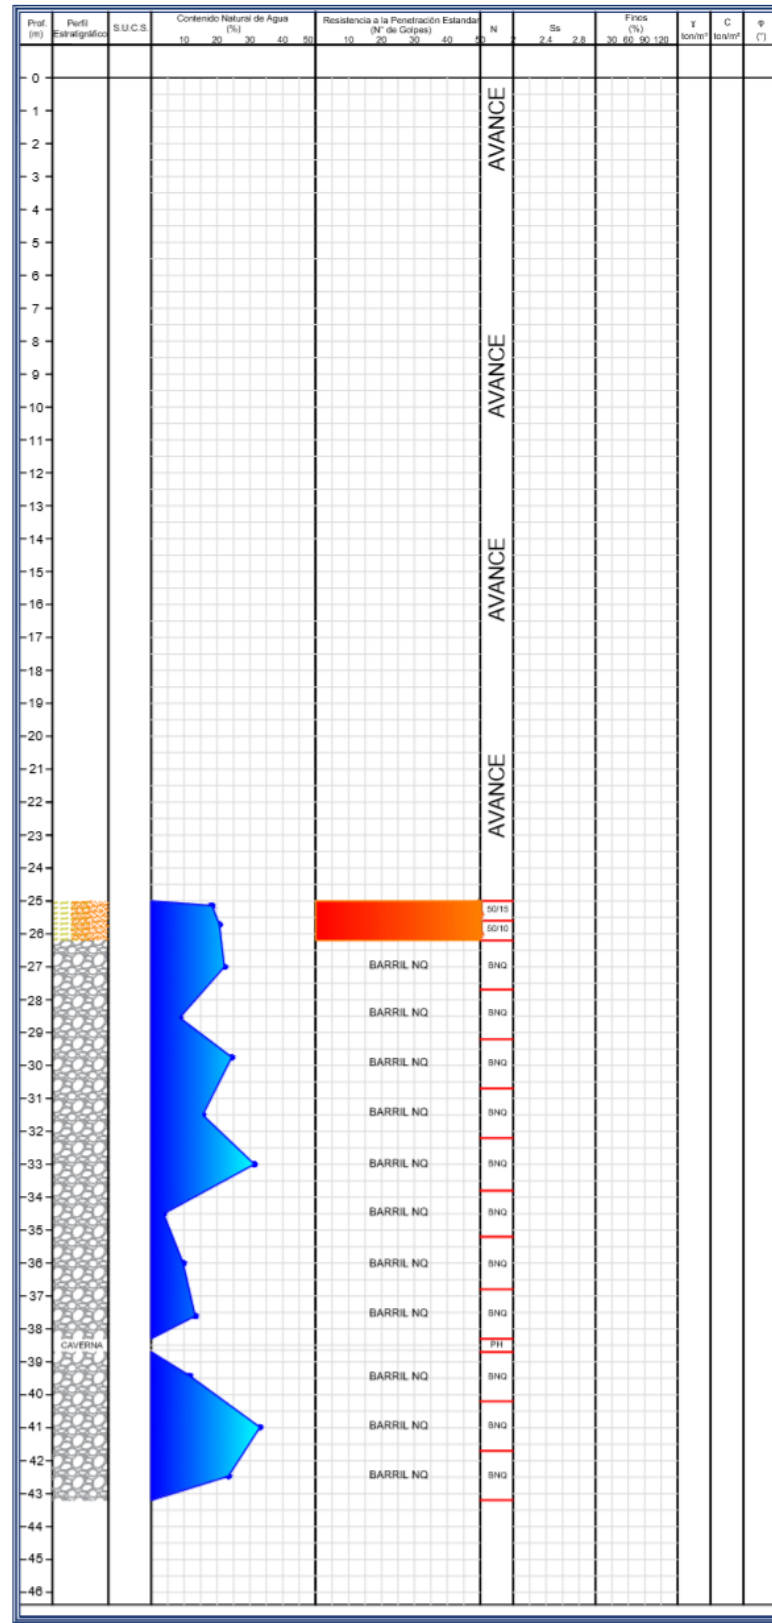 Prof. (m)
Perfil Estratigráfico
S.U.C.S.
Contenido Natural de Agua (%)
10 20 30 40 50
Resistencia a la Penetración Estandar (N° de Golpes)
10 20 30 40 50
N
Ss
2 2.4 2.8
Finos (%)
30 60 90 120
ɣ ton/m³
C ton/m²
φ (°)
0
1
AVANCE
2
3
4
5
6
7
8
9
AVANCE
10
11
12
13
14
15
AVANCE
16
17
18
19
20
21
22
AVANCE
23
24
25
50/15
50/10
26
27 BARRIL NQ BNQ
28
BARRIL NQ BNQ
29
30 BARRIL NQ BNQ
31
BARRIL NQ BNQ
32
33 BARRIL NQ BNQ
34
BARRIL NQ BNQ
35
36 BARRIL NQ BNQ
37
BARRIL NQ BNQ
38
CAVERNA PH
39
BARRIL NQ BNQ
40
41 BARRIL NQ BNQ
42
BARRIL NQ BNQ
43
44
45
46